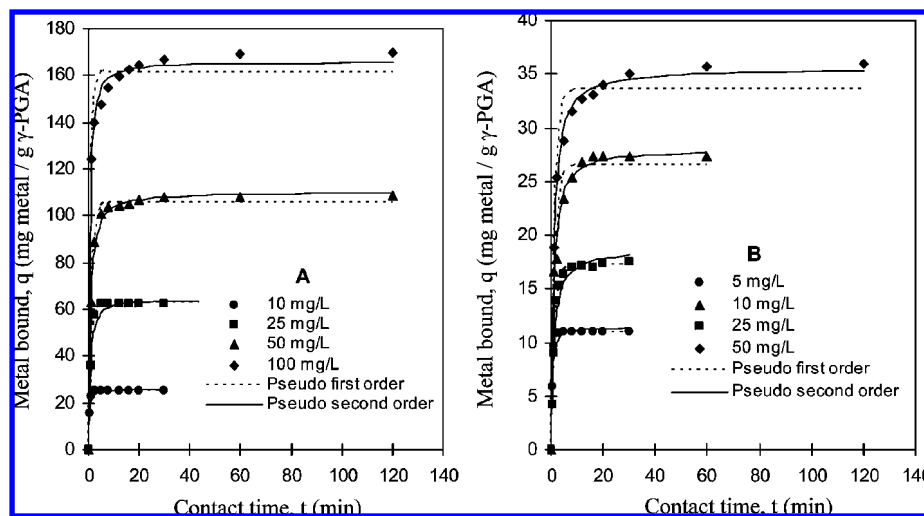 Metal bound, q (mg metal / g γ-PGA)
180
160
140
120
100
80
60
40
20
0
A
10 mg/L
25 mg/L
50 mg/L
100 mg/L
Pseudo first order
Pseudo second order
0 20 40 60 80 100 120 140
Contact time, t (min)
Metal bound, q (mg metal / g γ-PGA)
40
35
30
25
20
15
10
5
0
B
5 mg/L
10 mg/L
25 mg/L
50 mg/L
Pseudo first order
Pseudo second order
0 20 40 60 80 100 120 140
Contact time, t (min)